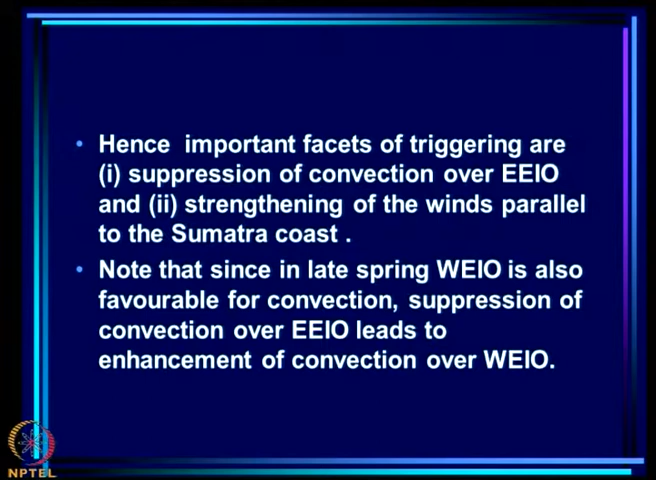 • Hence important facets of triggering are
(i) suppression of convection over EEIO
and (ii) strengthening of the winds parallel
to the Sumatra coast .
• Note that since in late spring WEIO is also
favourable for convection, suppression of
convection over EEIO leads to
enhancement of convection over WEIO.
NPTEL